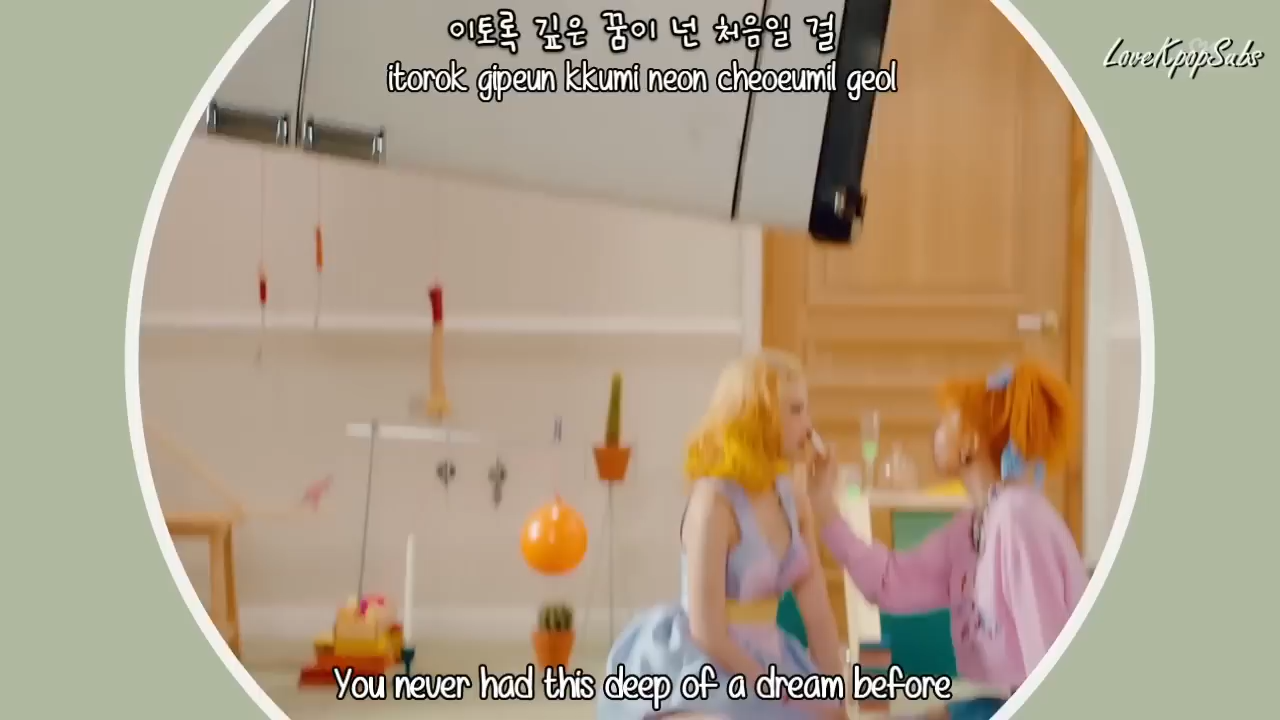 이토록 깊은 꿈이 넌 처음일 걸
itorok gipeun kkumi neon cheoeumil geol
LoveKpopSubs
You never had this deep of a dream before